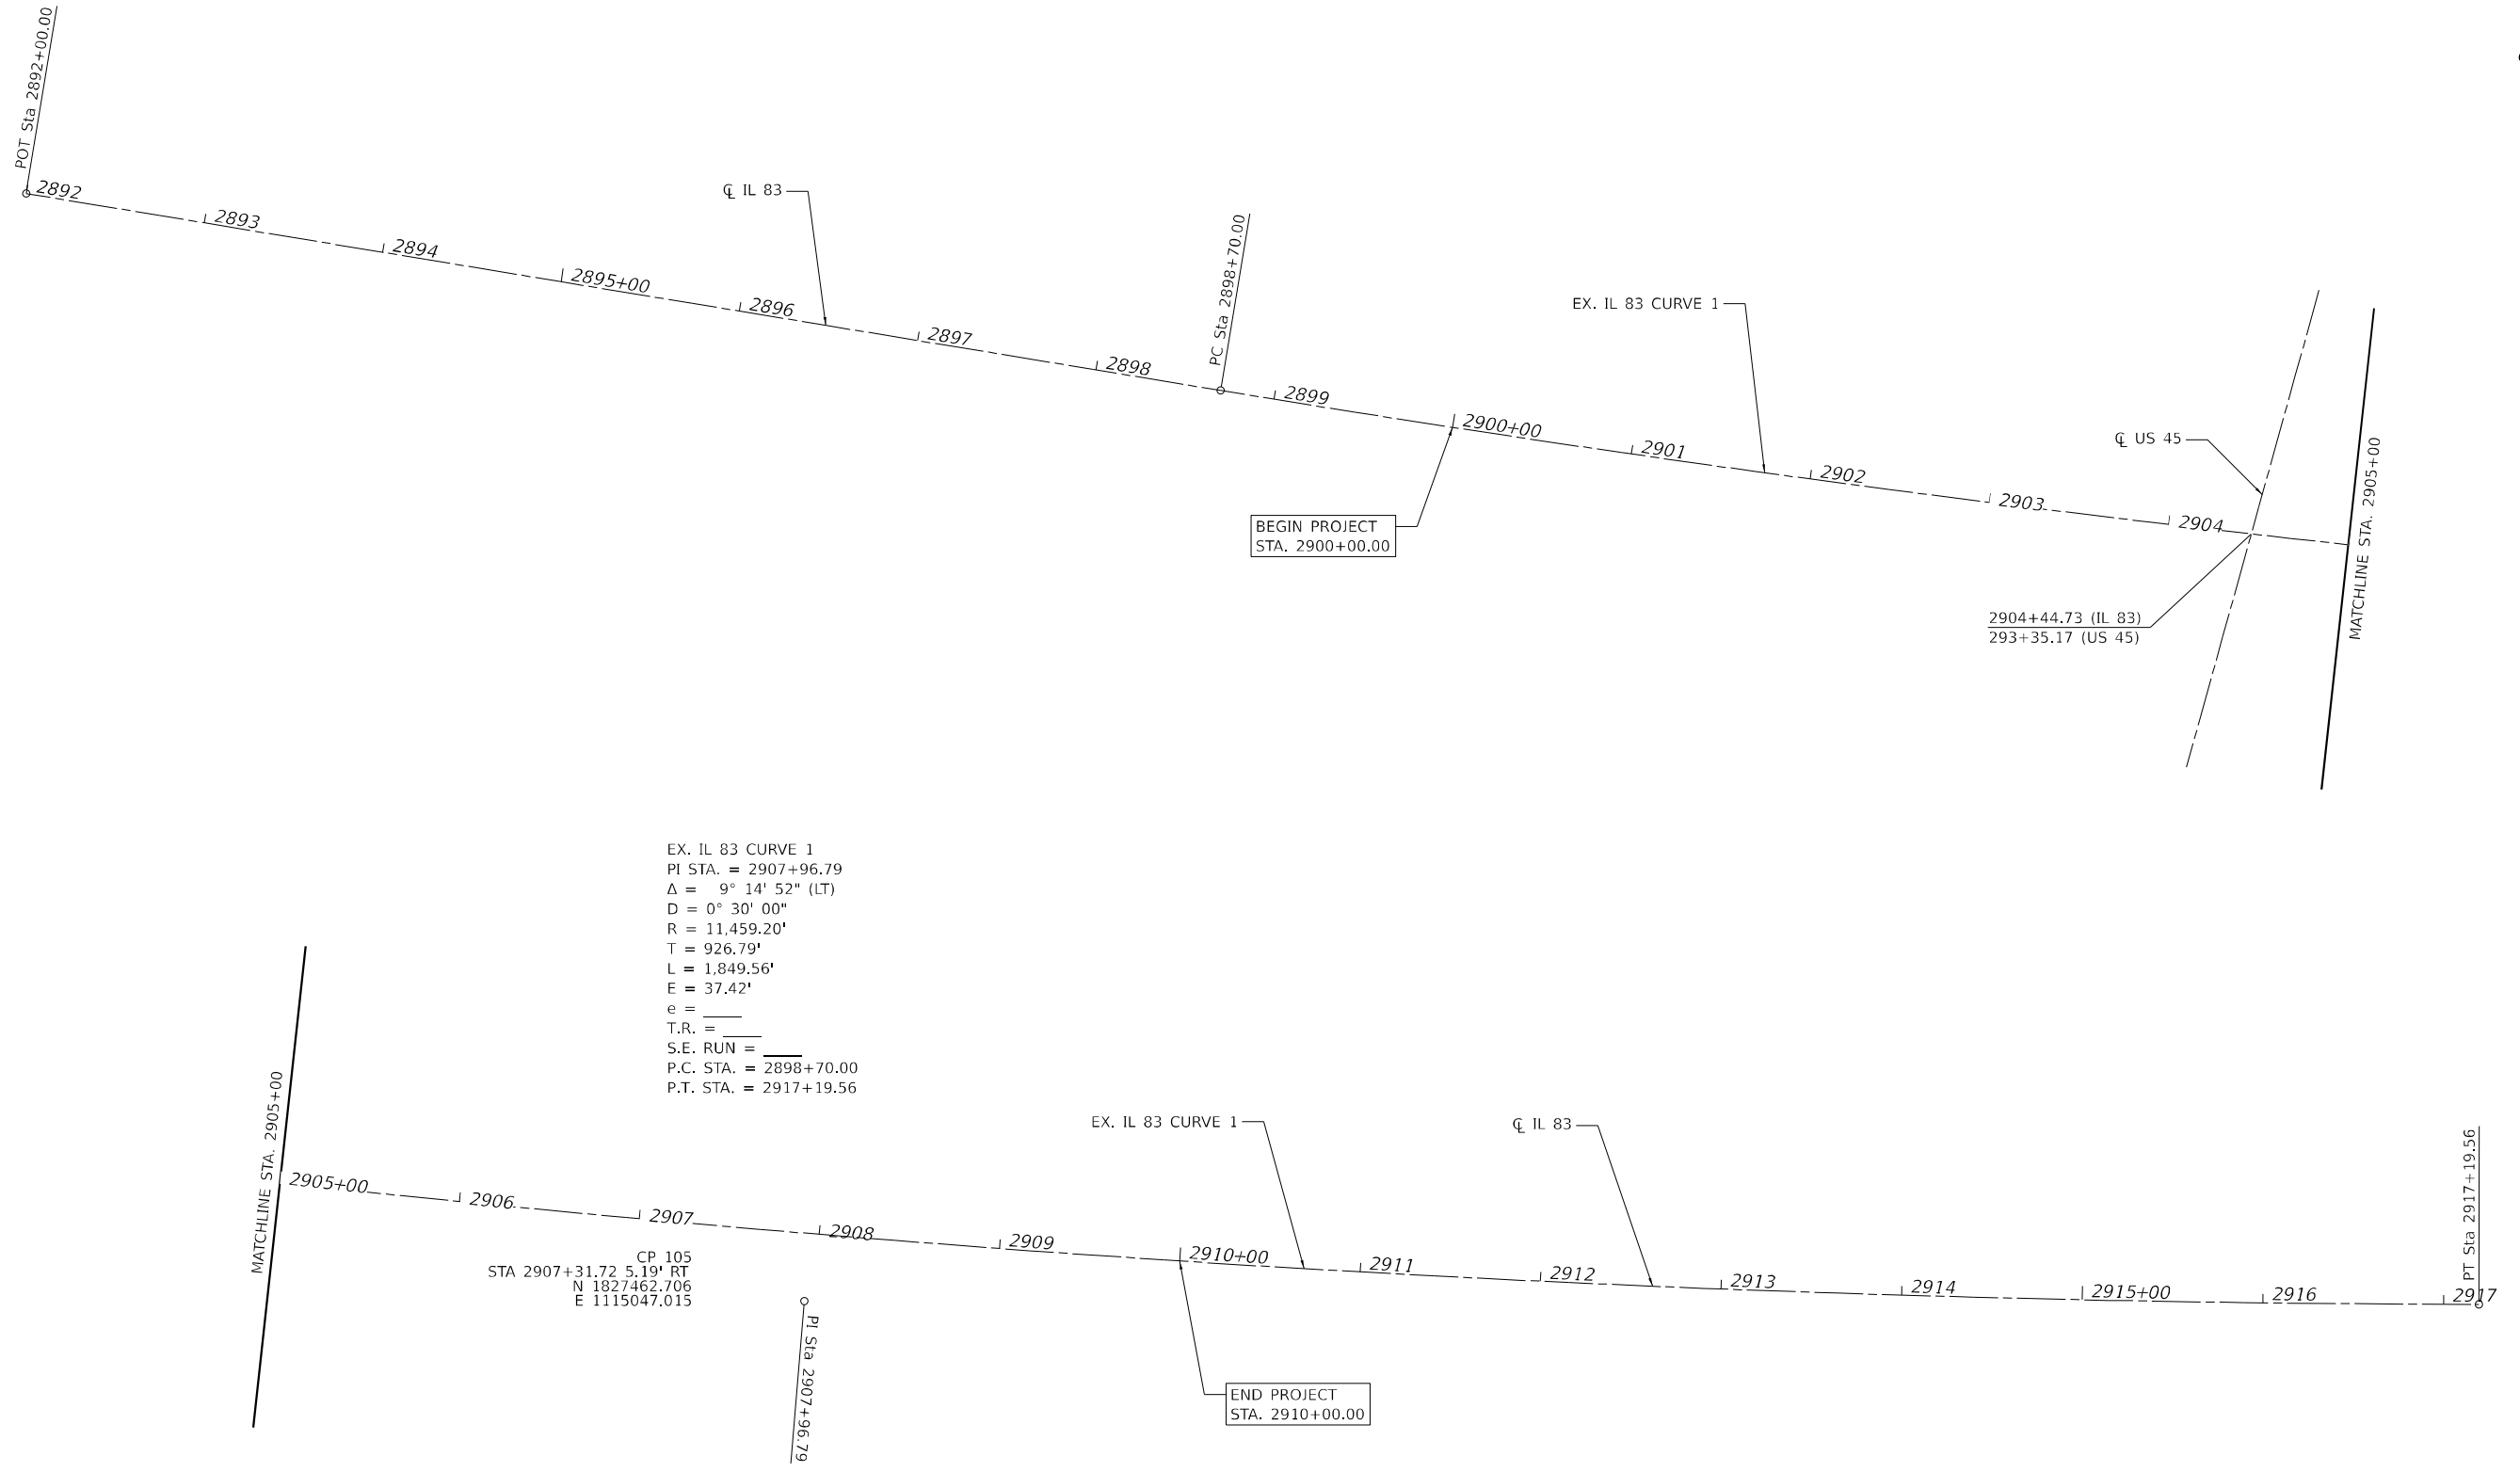 POT Sta 2892+00.00
2892
2893
2894
2895+00
2896
2897
2898
2899
2900+00
2901
2902
2903
2904
℄ IL 83
PC Sta 2898+70.00
EX. IL 83 CURVE 1
BEGIN PROJECT
STA. 2900+00.00
℄ US 45
2904+44.73 (IL 83)
293+35.17 (US 45)
MATCHLINE STA. 2905+00
EX. IL 83 CURVE 1
PI STA. = 2907+96.79
Δ = 9° 14' 52" (LT)
D = 0° 30' 00"
R = 11,459.20'
T = 926.79'
L = 1,849.56'
E = 37.42'
e = ____
T.R. = ____
S.E. RUN = ____
P.C. STA. = 2898+70.00
P.T. STA. = 2917+19.56
MATCHLINE STA. 2905+00
2905+00
2906
2907
2908
2909
2910+00
2911
2912
2913
2914
2915+00
2916
2917
CP 105
STA 2907+31.72 5.19' RT
N 1827462.706
E 1115047.015
PI Sta 2907+96.79
EX. IL 83 CURVE 1
℄ IL 83
END PROJECT
STA. 2910+00.00
PT Sta 2917+19.56